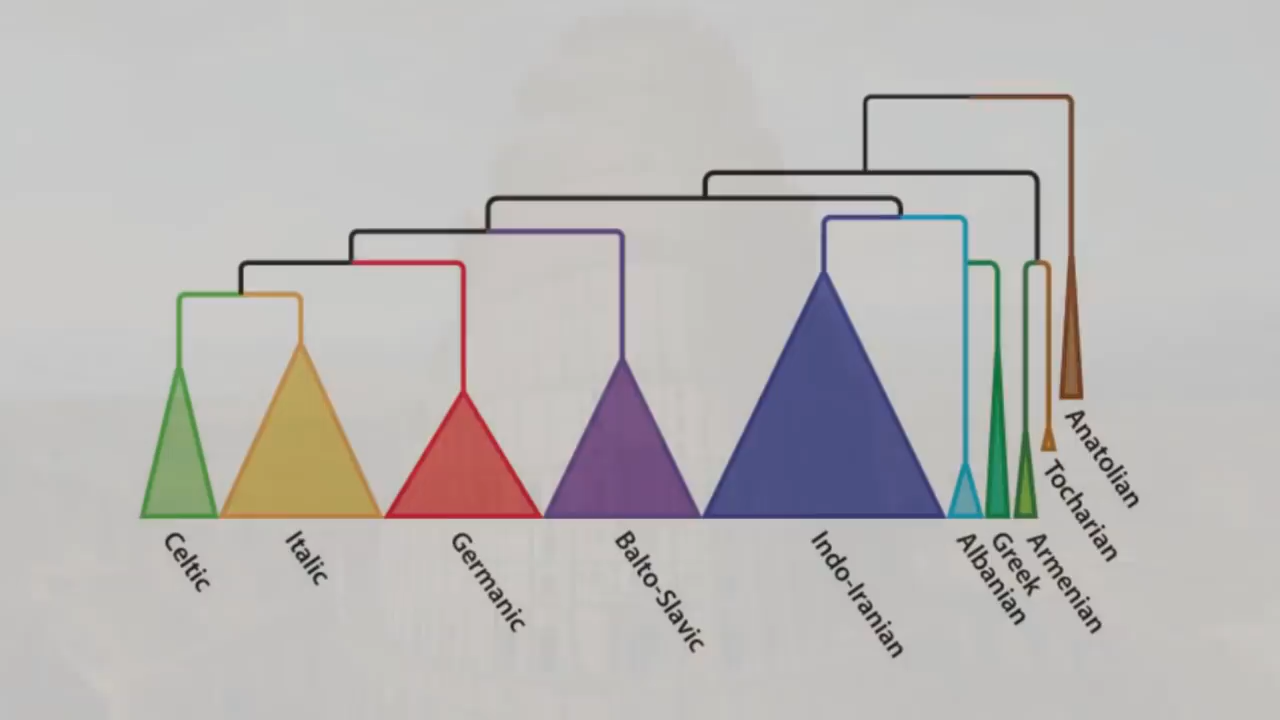 Celtic
Italic
Germanic
Balto-Slavic
Indo-Iranian
Albanian
Greek
Armenian
Tocharian
Anatolian